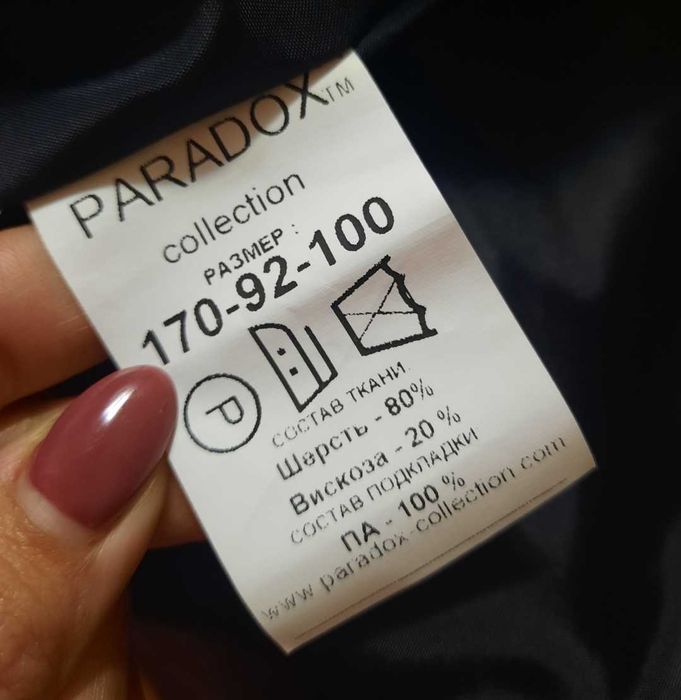 PARADOX™
collection
РАЗМЕР :
170-92-100
P
СОСТАВ ТКАНИ
Шерсть - 80%
Вискоза - 20 %
СОСТАВ ПОДКЛАДКИ
ПА - 100 %
www paradox-collection com